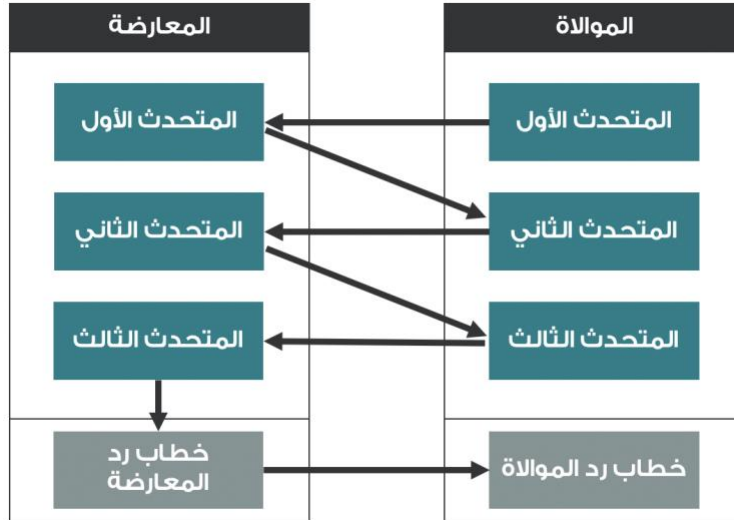 الموالاة
المعارضة
المتحدث الأول
المتحدث الأول
المتحدث الثاني
المتحدث الثاني
المتحدث الثالث
المتحدث الثالث
خطاب رد الموالاة
خطاب رد
المعارضة